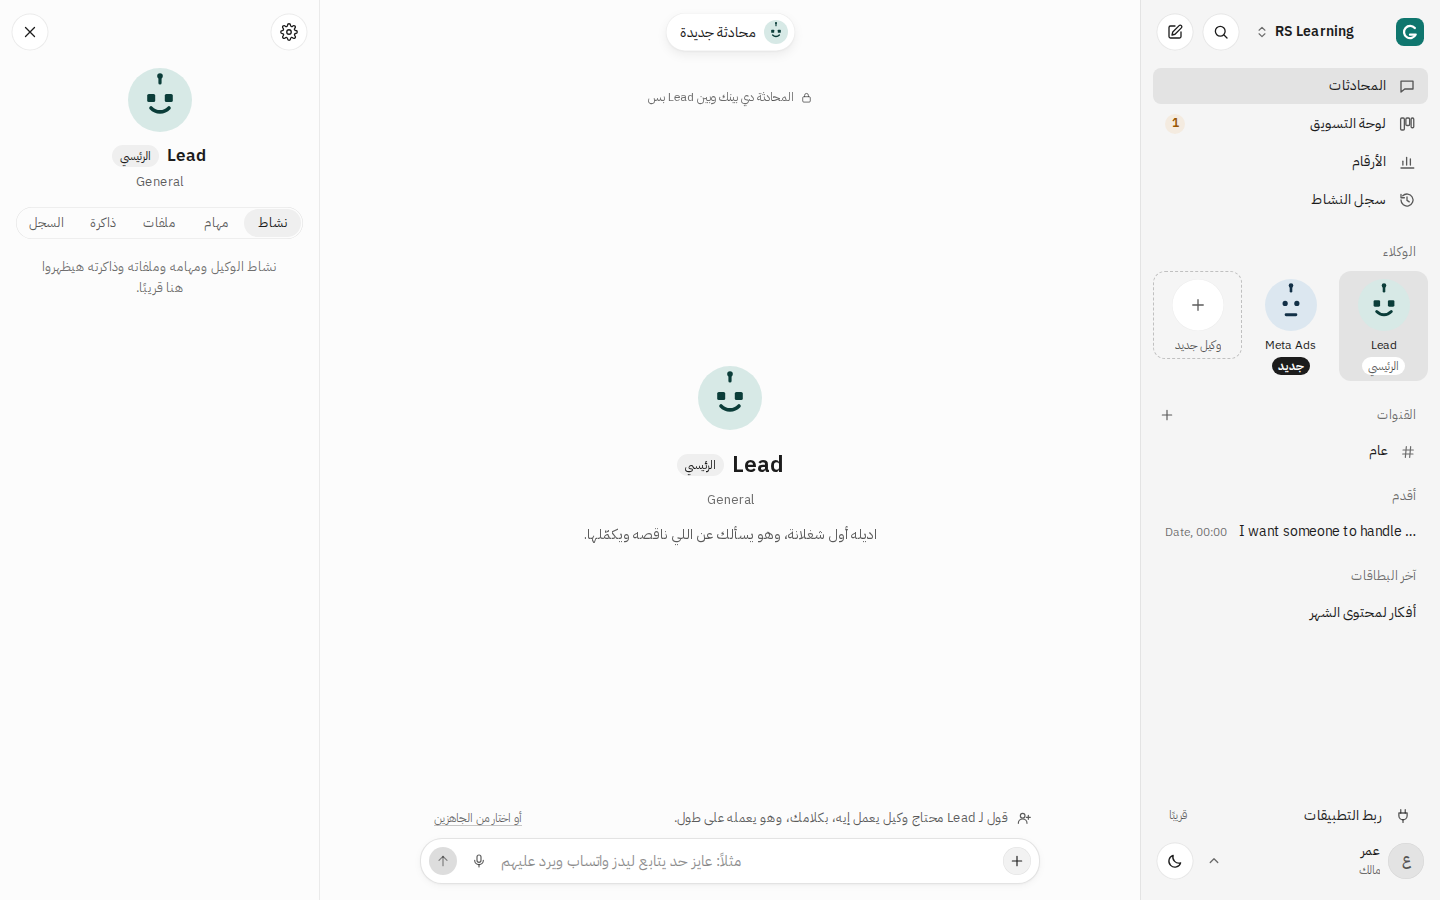 RS Learning
المحادثات
لوحة التسويق
1
الأرقام
سجل النشاط
الوكلاء
Lead
الرئيسي
Meta Ads
جديد
وكيل جديد
القنوات
عام
أقدم
I want someone to handle ...
Date, 00:00
آخر البطاقات
أفكار لمحتوى الشهر
ربط التطبيقات
قريبًا
ع
عمر
مالك
محادثة جديدة
المحادثة دي بينك وبين Lead بس
Lead الرئيسي
General
اديله أول شغلانة، وهو يسألك عن اللي ناقصه ويكمّلها.
قول لـ Lead محتاج وكيل يعمل إيه، بكلامك، وهو يعمله على طول.
أو اختار من الجاهزين
مثلاً: عايز حد يتابع ليدز واتساب ويرد عليهم
Lead الرئيسي
General
نشاط
مهام
ملفات
ذاكرة
السجل
نشاط الوكيل ومهامه وملفاته وذاكرته هيظهروا
هنا قريبًا.